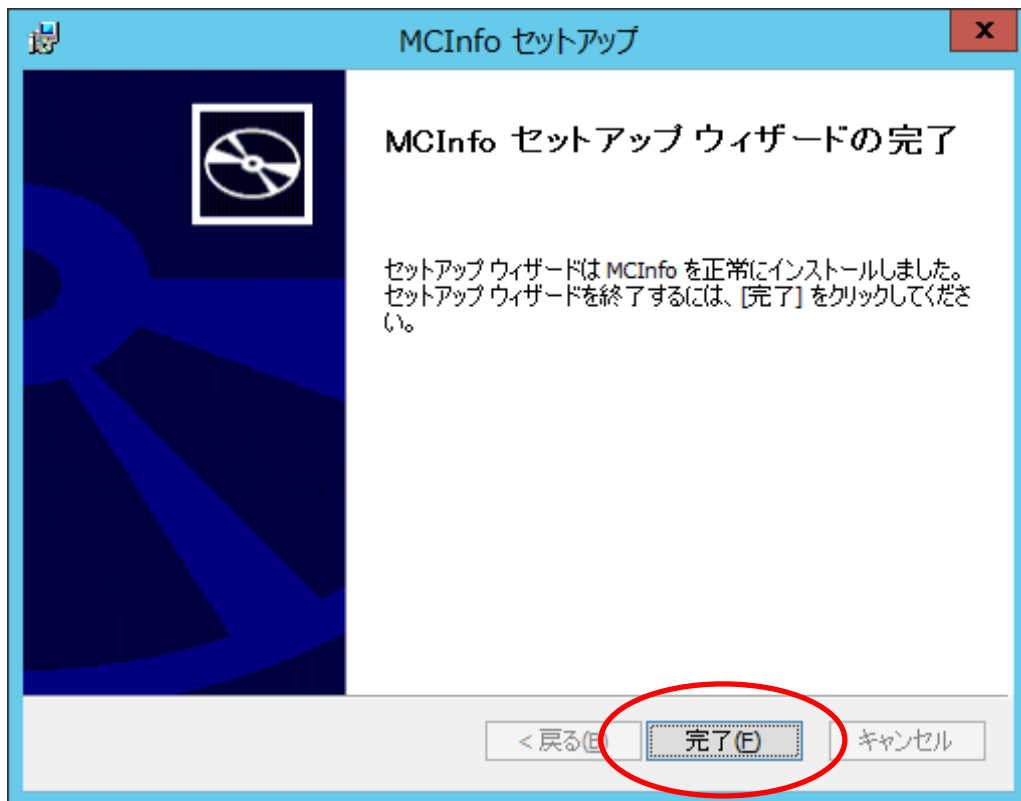 MCInfo セットアップ
x
MCInfo セットアップ ウィザードの完了
セットアップ ウィザードは MCInfo を正常にインストールしました。
セットアップ ウィザードを終了するには、[完了] をクリックしてくださ
い。
< 戻る(B) 完了(F) キャンセル